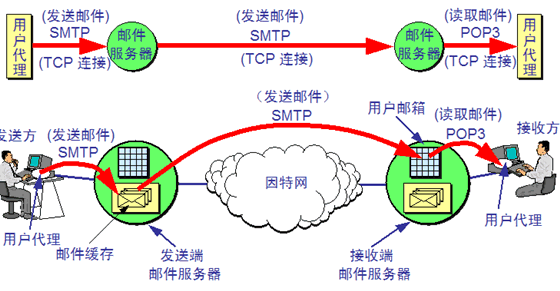 用户代理
(发送邮件)
SMTP
(TCP 连接)
邮件
服务器
(发送邮件)
SMTP
(TCP 连接)
邮件
服务器
(读取邮件)
POP3
(TCP 连接)
用户代理
发送方
(发送邮件)
SMTP
（发送邮件）
SMTP
用户邮箱
(读取邮件)
POP3
接收方
因特网
用户代理
邮件缓存
发送端
邮件服务器
接收端
邮件服务器
用户代理